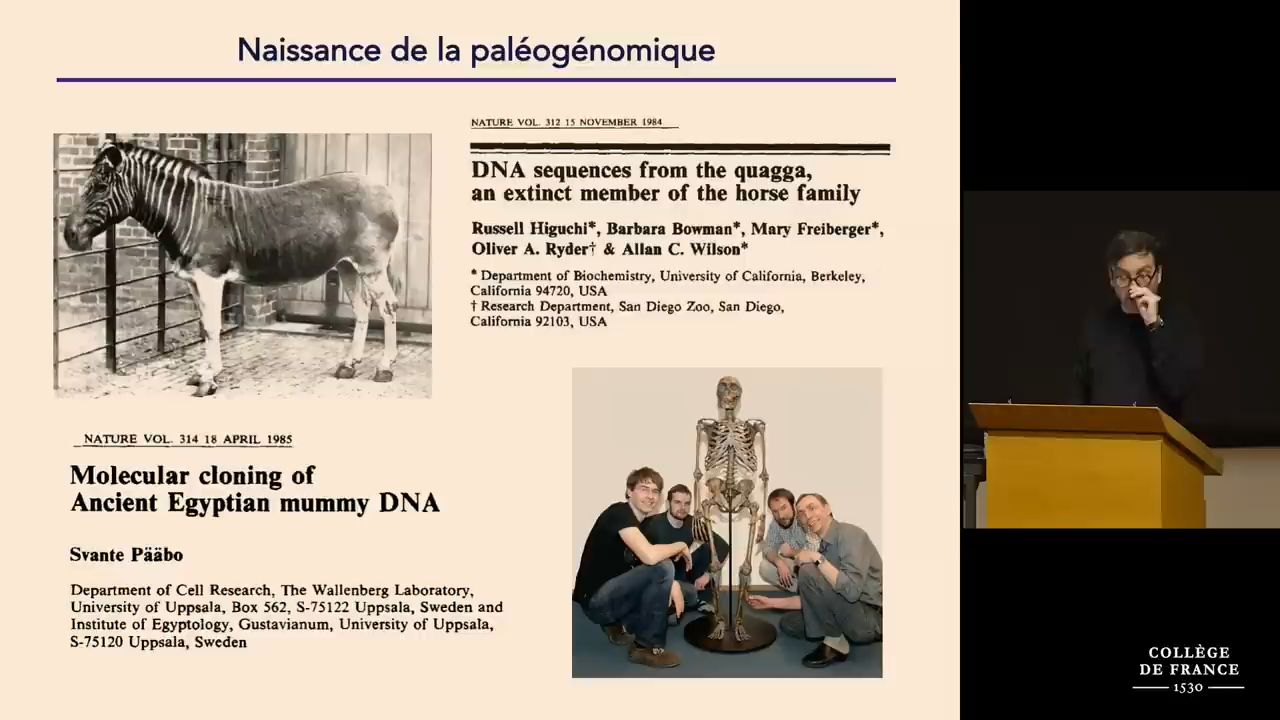 Naissance de la paléogénomique
NATURE VOL. 312 15 NOVEMBER 1984
DNA sequences from the quagga,
an extinct member of the horse family
Russell Higuchi*, Barbara Bowman*, Mary Freiberger*,
Oliver A. Ryder† & Allan C. Wilson*
* Department of Biochemistry, University of California, Berkeley,
California 94720, USA
† Research Department, San Diego Zoo, San Diego,
California 92103, USA
NATURE VOL. 314 18 APRIL 1985
Molecular cloning of
Ancient Egyptian mummy DNA
Svante Pääbo
Department of Cell Research, The Wallenberg Laboratory,
University of Uppsala, Box 562, S-75122 Uppsala, Sweden and
Institute of Egyptology, Gustavianum, University of Uppsala,
S-75120 Uppsala, Sweden
COLLÈGE
DE FRANCE
1530